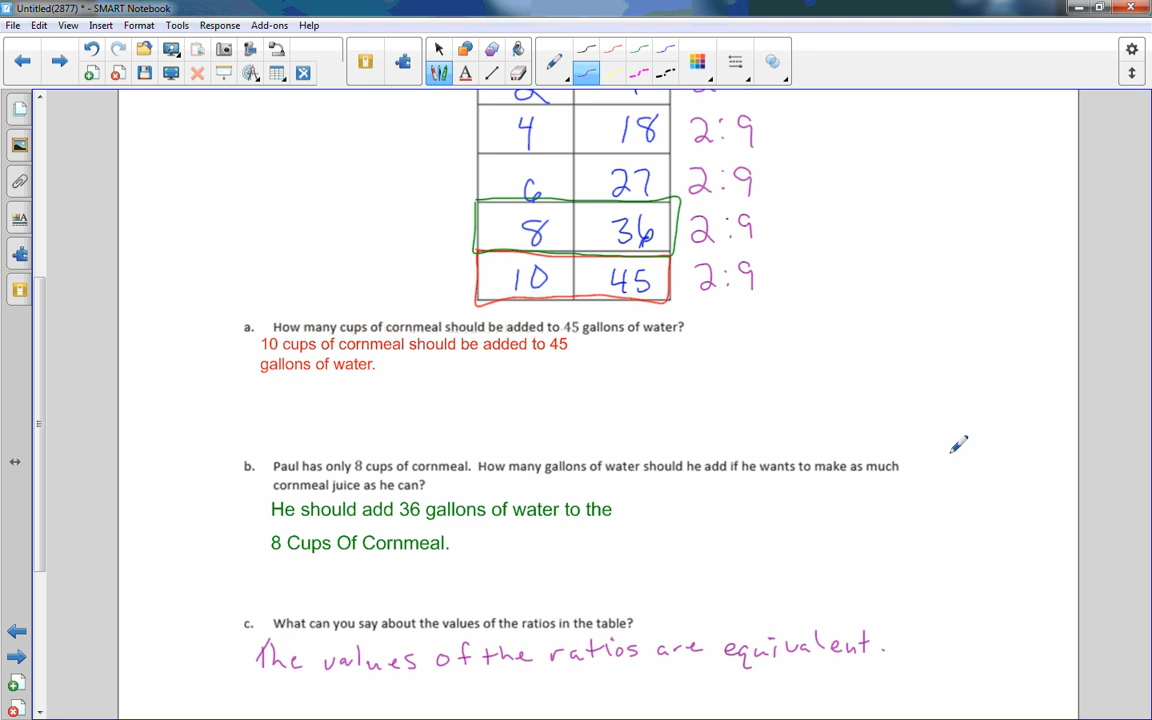 Untitled(2877) * - SMART Notebook
File Edit View Insert Format Tools Response Add-ons Help
4 18 2:9
6 27 2:9
8 36 2:9
10 45 2:9
a. How many cups of cornmeal should be added to 45 gallons of water?
10 cups of cornmeal should be added to 45
gallons of water.
b. Paul has only 8 cups of cornmeal. How many gallons of water should he add if he wants to make as much
cornmeal juice as he can?
He should add 36 gallons of water to the
8 Cups Of Cornmeal.
c. What can you say about the values of the ratios in the table?
The values of the ratios are equivalent.